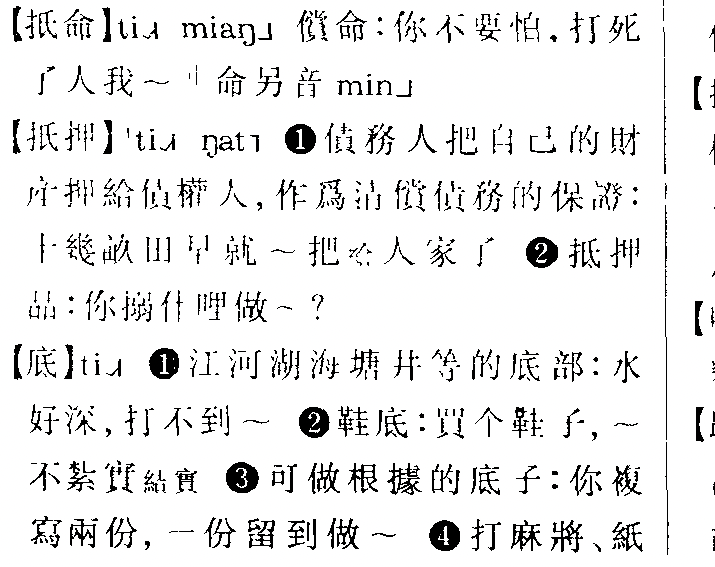 【抵命】ti˩˧ miaŋ˩ 償命：你不要怕，打死
了人我～｜命另音 min˩
【抵押】ˈti˩˧ ŋat˥ ❶債務人把自己的財
產押給債權人，作爲清償債務的保證：
十幾畝田早就～把給人家了 ❷抵押
品：你搦什哩做～？
【底】ti˩˧ ❶江河湖海塘井等的底部：水
好深，打不到～ ❷鞋底：買个鞋子，～
不紮實結實 ❸可做根據的底子：你複
寫兩份，一份留到做～ ❹打麻將、紙